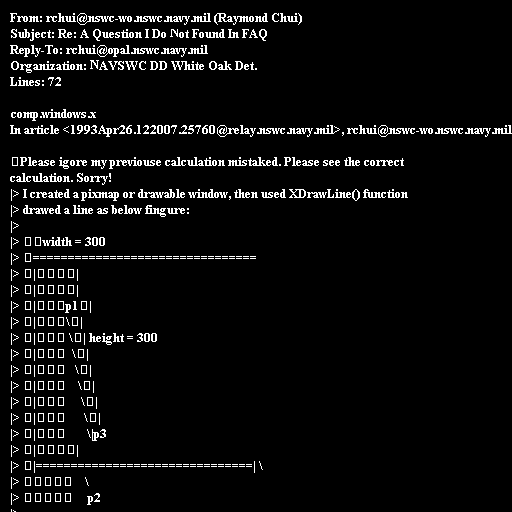 From: rchui@nswc-wo.nswc.navy.mil (Raymond Chui)
Subject: Re: A Question I Do Not Found In FAQ
Reply-To: rchui@opal.nswc.navy.mil
Organization: NAVSWC DD White Oak Det.
Lines: 72

comp.windows.x
In article <1993Apr26.122007.25760@relay.nswc.navy.mil>, rchui@nswc-wo.nswc.navy.mil

□Please igore my previouse calculation mistaked. Please see the correct
calculation. Sorry!
|> I created a pixmap or drawable window, then used XDrawLine() function
|> drawed a line as below fingure:
|>
|> □□width = 300
|> □================================
|> □|□□□□|
|> □|□□□□|
|> □|□□□p1 □|
|> □|□□□\□|
|> □|□□□ \□| height = 300
|> □|□□□  \□|
|> □|□□□   \□|
|> □|□□□    \□|
|> □|□□□     \□|
|> □|□□□      \□|
|> □|□□□       \|p3
|> □|□□□□|
|> □|===============================| \
|> □□□□□    \
|> □□□□□    p2
|>